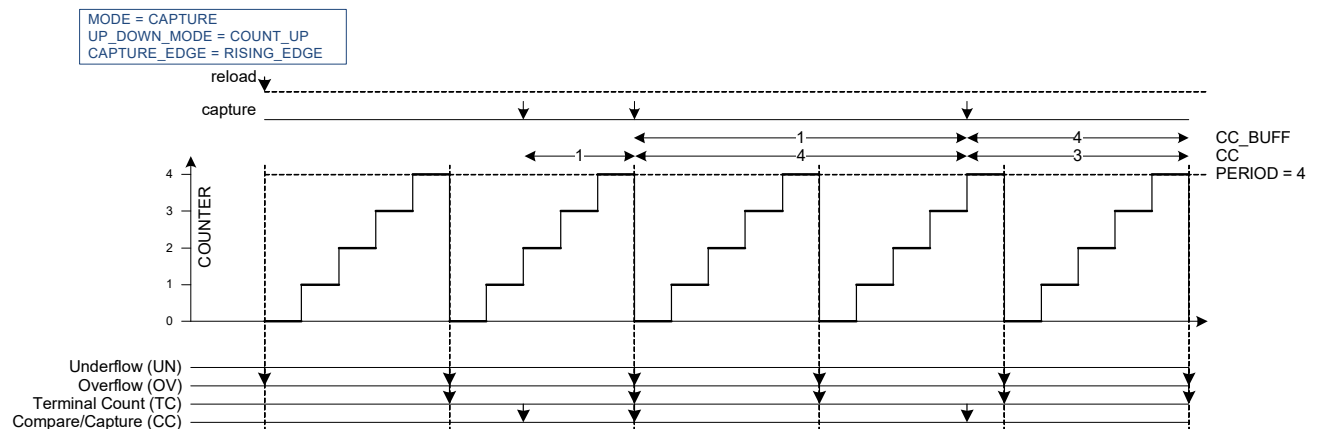 MODE = CAPTURE
UP_DOWN_MODE = COUNT_UP
CAPTURE_EDGE = RISING_EDGE
reload
capture
1 4 CC_BUFF
1 4 3 CC
4 PERIOD = 4
3
2
1
0
COUNTER
Underflow (UN)
Overflow (OV)
Terminal Count (TC)
Compare/Capture (CC)